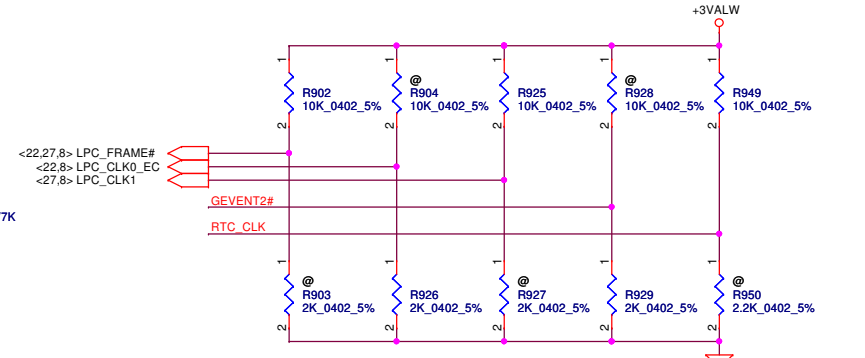 +3VALW
1 1 1 1 1
@ @
R902 R904 R925 R928 R949
10K_0402_5% 10K_0402_5% 10K_0402_5% 10K_0402_5% 10K_0402_5%
2 2 2 2 2
<22,27,8> LPC_FRAME#
<22,8> LPC_CLK0_EC
<27,8> LPC_CLK1
GEVENT2#
7K
RTC_CLK
1 1 1 1 1
@ @ @
R903 R926 R927 R929 R950
2K_0402_5% 2K_0402_5% 2K_0402_5% 2K_0402_5% 2.2K_0402_5%
2 2 2 2 2